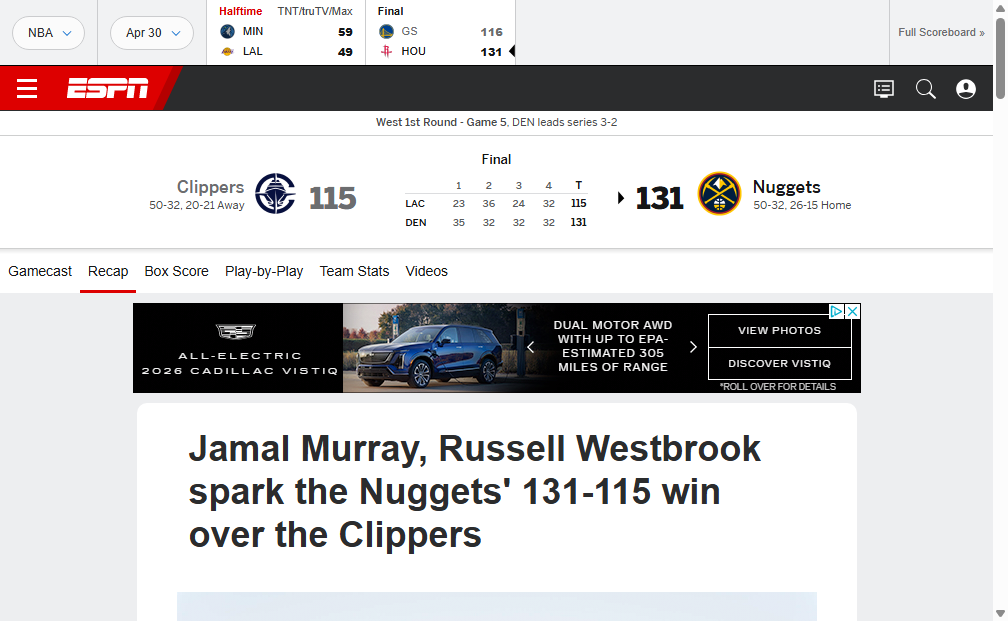 NBA
Apr 30
Halftime TNT/truTV/Max
MIN 59
LAL 49
Final
GS 116
HOU 131
Full Scoreboard »
ESPN
West 1st Round - Game 5, DEN leads series 3-2
Final
Clippers
50-32, 20-21 Away
115
1 2 3 4 T
LAC 23 36 24 32 115
DEN 35 32 32 32 131
131
Nuggets
50-32, 26-15 Home
Gamecast Recap Box Score Play-by-Play Team Stats Videos
ALL-ELECTRIC
2026 CADILLAC VISTIQ
DUAL MOTOR AWD
WITH UP TO EPA-
ESTIMATED 305
MILES OF RANGE
VIEW PHOTOS
DISCOVER VISTIQ
*ROLL OVER FOR DETAILS
Jamal Murray, Russell Westbrook
spark the Nuggets' 131-115 win
over the Clippers